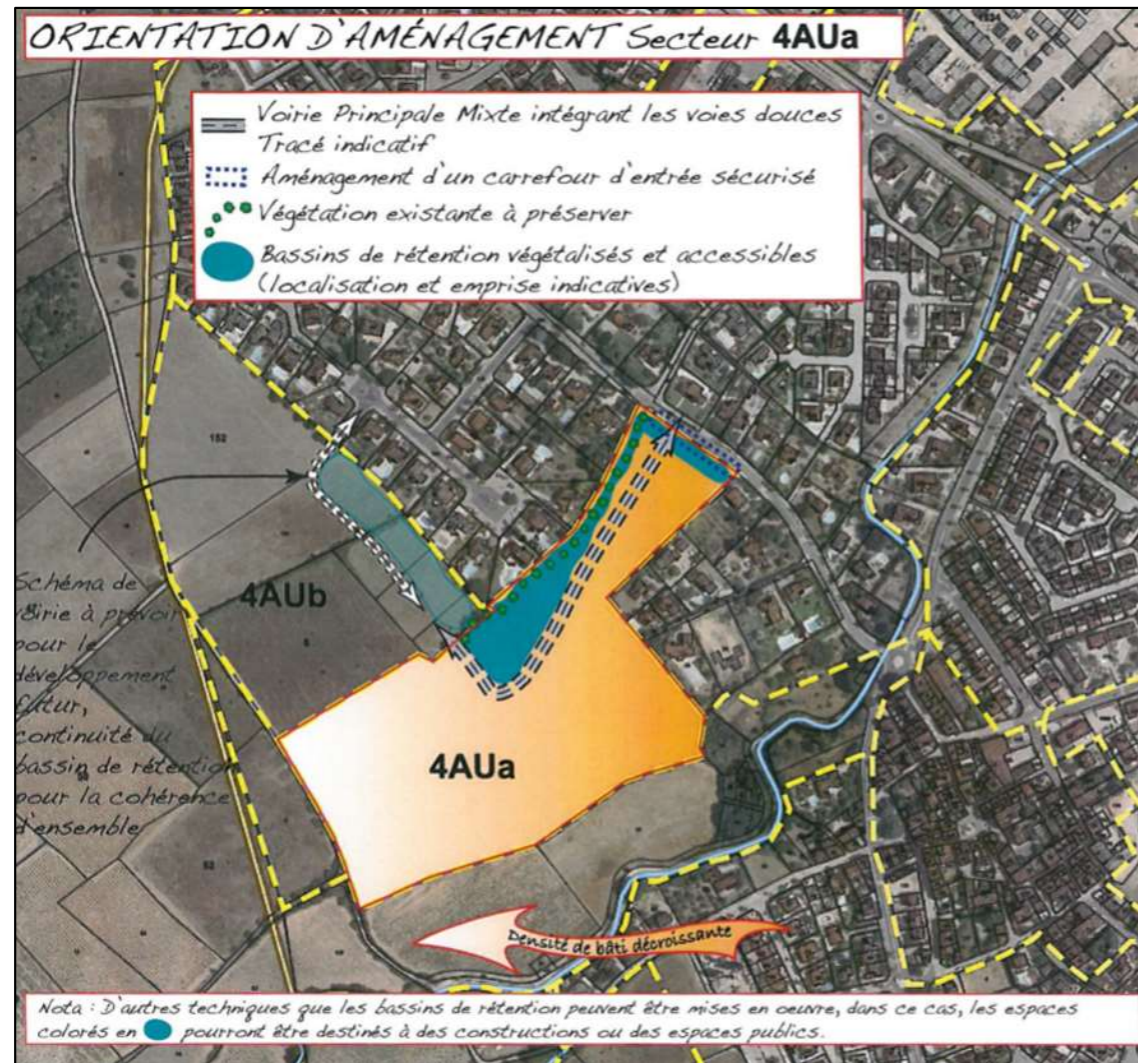 ORIENTATION D'AMÉNAGEMENT Secteur 4AUa
Voirie Principale Mixte intégrant les voies douces
Tracé indicatif
Aménagement d'un carrefour d'entrée sécurisé
Végétation existante à préserver
Bassins de rétention végétalisés et accessibles
(localisation et emprise indicatives)
152
Schéma de
voirie à prévoir
pour le
développement
futur,
continuité du
bassin de rétention
pour la cohérence
d'ensemble
4AUb
4AUa
Densité de bâti décroissante
Nota : D'autres techniques que les bassins de rétention peuvent être mises en oeuvre, dans ce cas, les espaces
colorés en pourront être destinés à des constructions ou des espaces publics.